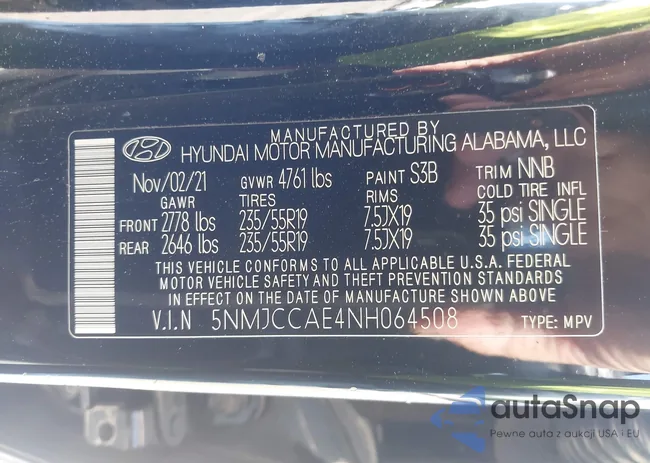 MANUFACTURED BY
HYUNDAI MOTOR MANUFACTURING ALABAMA, LLC
Nov/02/21 GVWR 4761 lbs PAINT S3B TRIM NNB
GAWR TIRES RIMS COLD TIRE INFL
FRONT 2778 lbs 235/55R19 7.5JX19 35 psi SINGLE
REAR 2646 lbs 235/55R19 7.5JX19 35 psi SINGLE
THIS VEHICLE CONFORMS TO ALL APPLICABLE U.S.A. FEDERAL
MOTOR VEHICLE SAFETY AND THEFT PREVENTION STANDARDS
IN EFFECT ON THE DATE OF MANUFACTURE SHOWN ABOVE
V.I.N 5NMJCCAE4NH064508 TYPE: MPV
autaSnap
Pewne auta z aukcji USA i EU